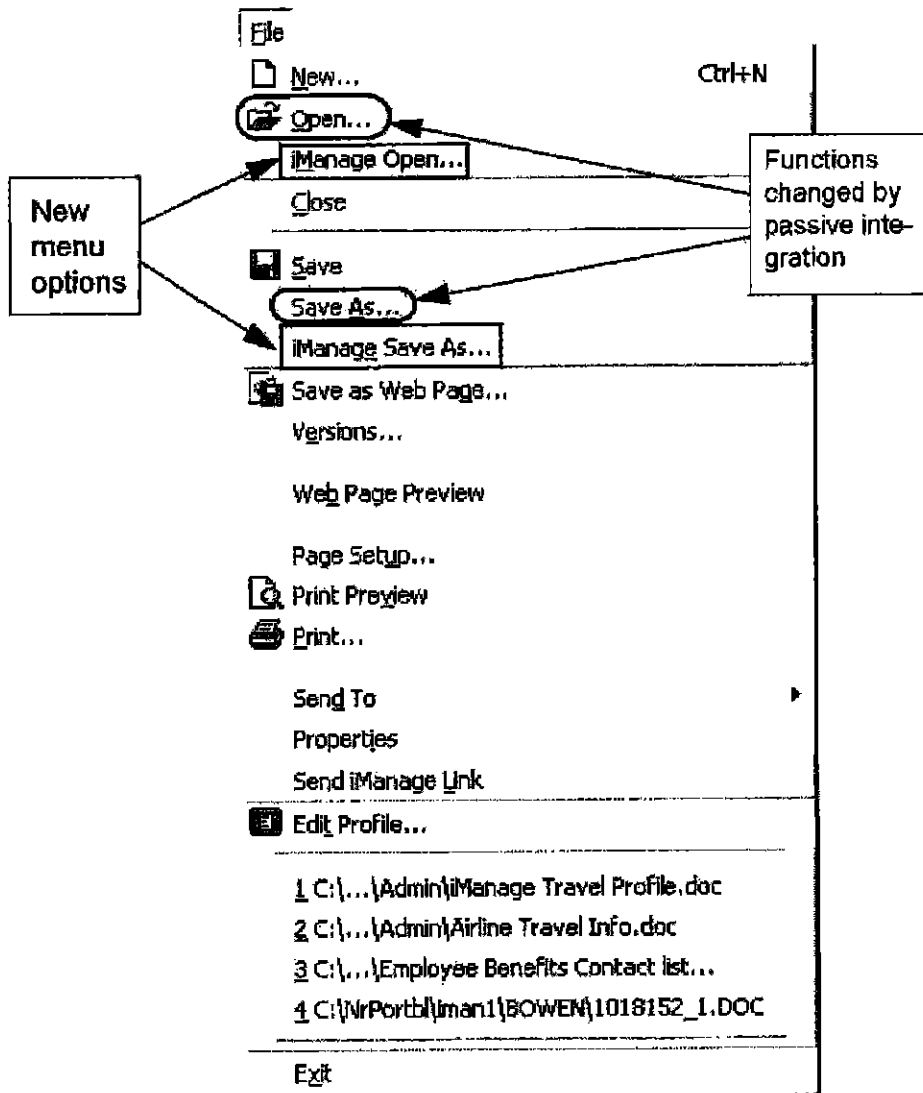 File
New... Ctrl+N
Open...
iManage Open...
Close
Save
Save As...
iManage Save As...
Save as Web Page...
Versions...
Web Page Preview
Page Setup...
Print Preview
Print...
Send To
Properties
Send iManage Link
Edit Profile...
1 C:\...\Admin\iManage Travel Profile.doc
2 C:\...\Admin\Airline Travel Info.doc
3 C:\...\Employee Benefits Contact list...
4 C:\NrPortbl\iman1\BOWEN\1018152_1.DOC
Exit
New
menu
options
Functions
changed by
passive inte-
gration